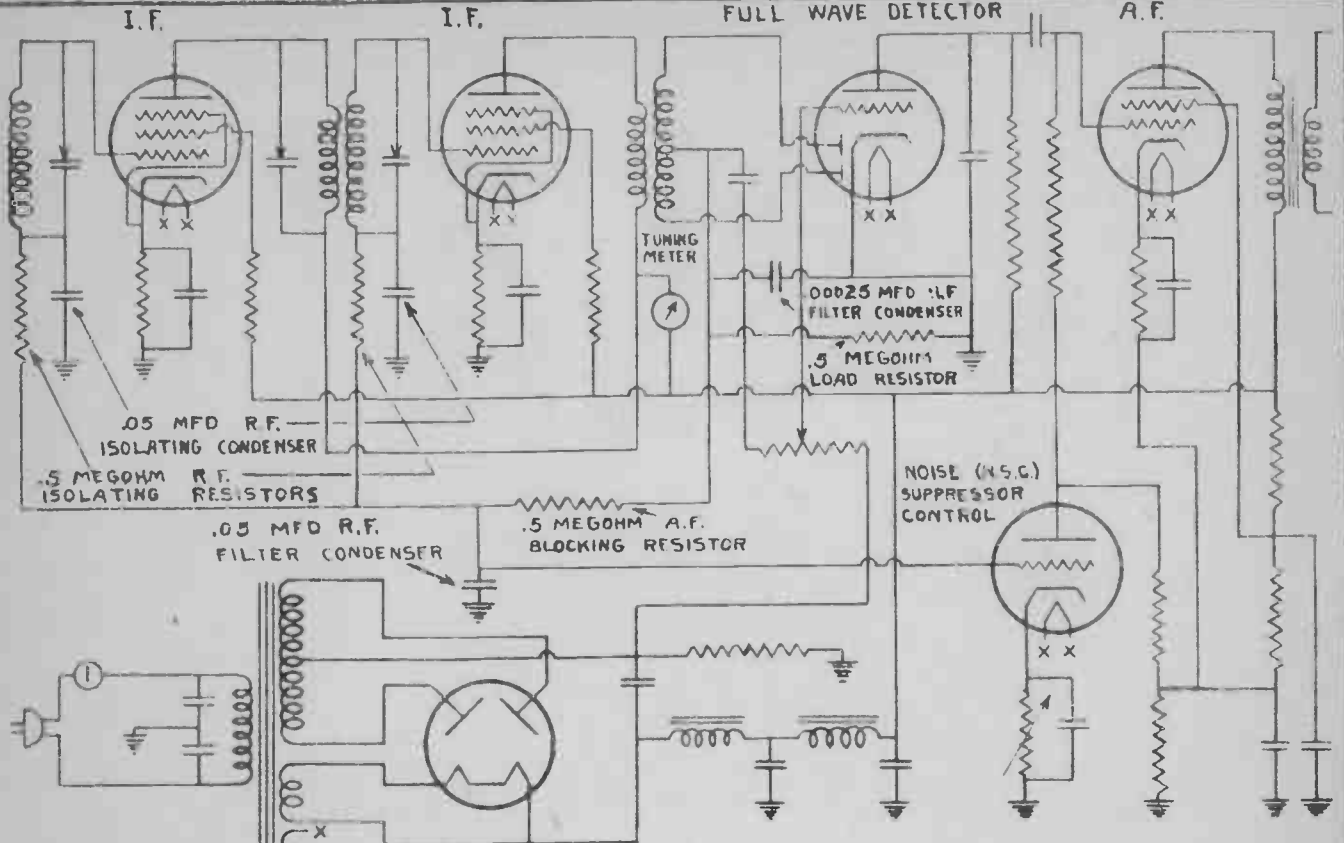 I.F.
I.F.
FULL WAVE DETECTOR
A.F.
X X
X X
X X
X X
TUNING
METER
.00025 MFD
FILTER CONDENSER
.5 MEGOHM
LOAD RESISTOR
.05 MFD R.F.
ISOLATING CONDENSER
.5 MEGOHM R.F.
ISOLATING RESISTORS
.05 MFD R.F.
FILTER CONDENSER
.5 MEGOHM A.F.
BLOCKING RESISTOR
NOISE (N.S.C.)
SUPPRESSOR
CONTROL
X X
X